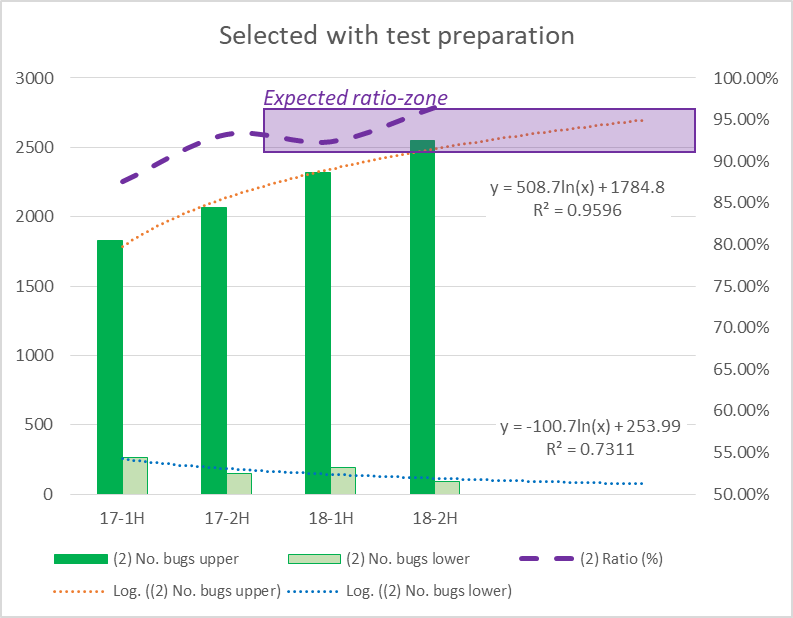 Selected with test preparation
3000
2500
2000
1500
1000
500
0
100.00%
95.00%
90.00%
85.00%
80.00%
75.00%
70.00%
65.00%
60.00%
55.00%
50.00%
Expected ratio-zone
y = 508.7ln(x) + 1784.8
R² = 0.9596
y = -100.7ln(x) + 253.99
R² = 0.7311
17-1H 17-2H 18-1H 18-2H
(2) No. bugs upper (2) No. bugs lower (2) Ratio (%)
Log. ((2) No. bugs upper) Log. ((2) No. bugs lower)